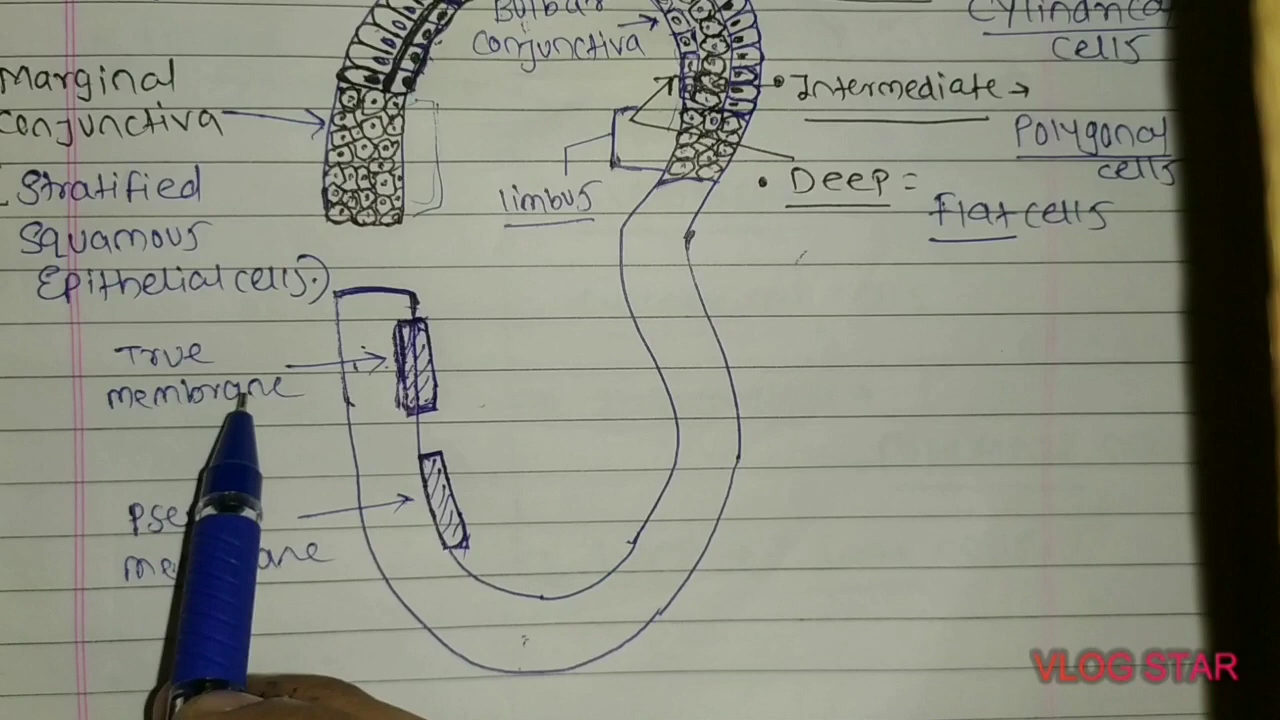 Bulbar
conjunctiva
cells
Marginal
conjunctiva
Stratified
Squamous
Epithelial cells.)
limbus
• Intermediate →
Polygonal
cells
• Deep =
flat cells
True
membrane
VLOG STAR